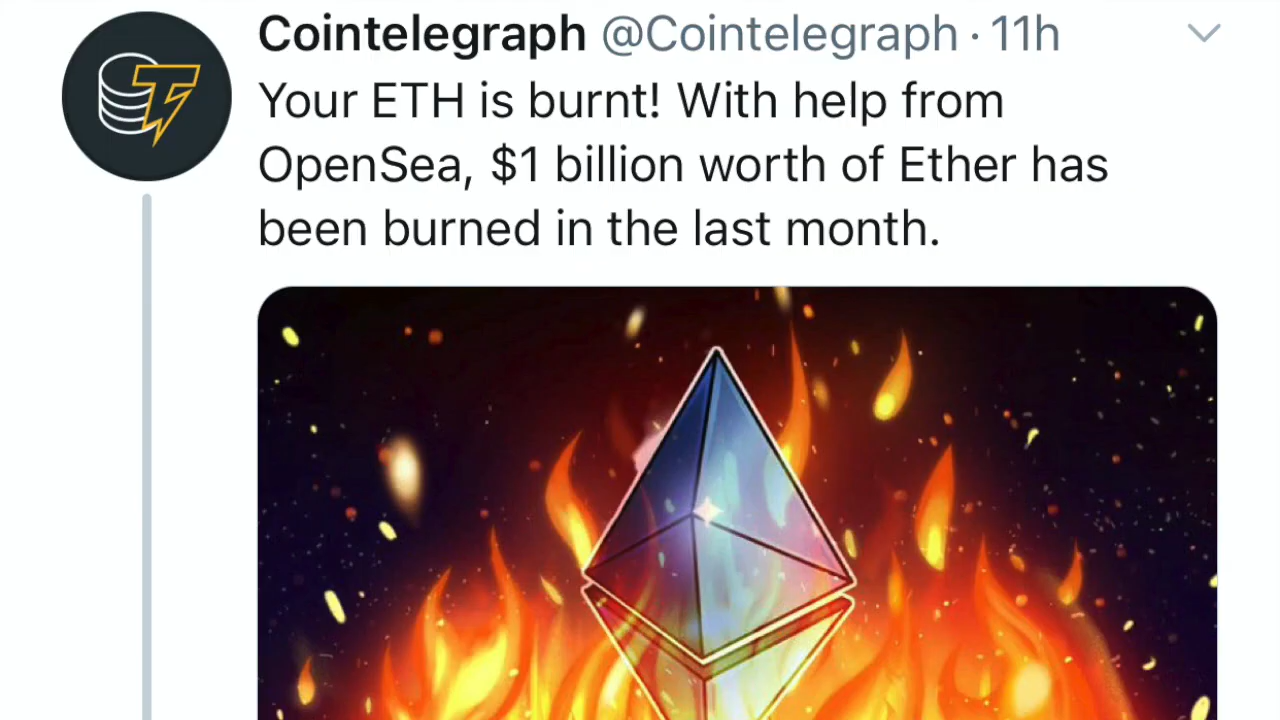 Cointelegraph @Cointelegraph · 11h
Your ETH is burnt! With help from
OpenSea, $1 billion worth of Ether has
been burned in the last month.